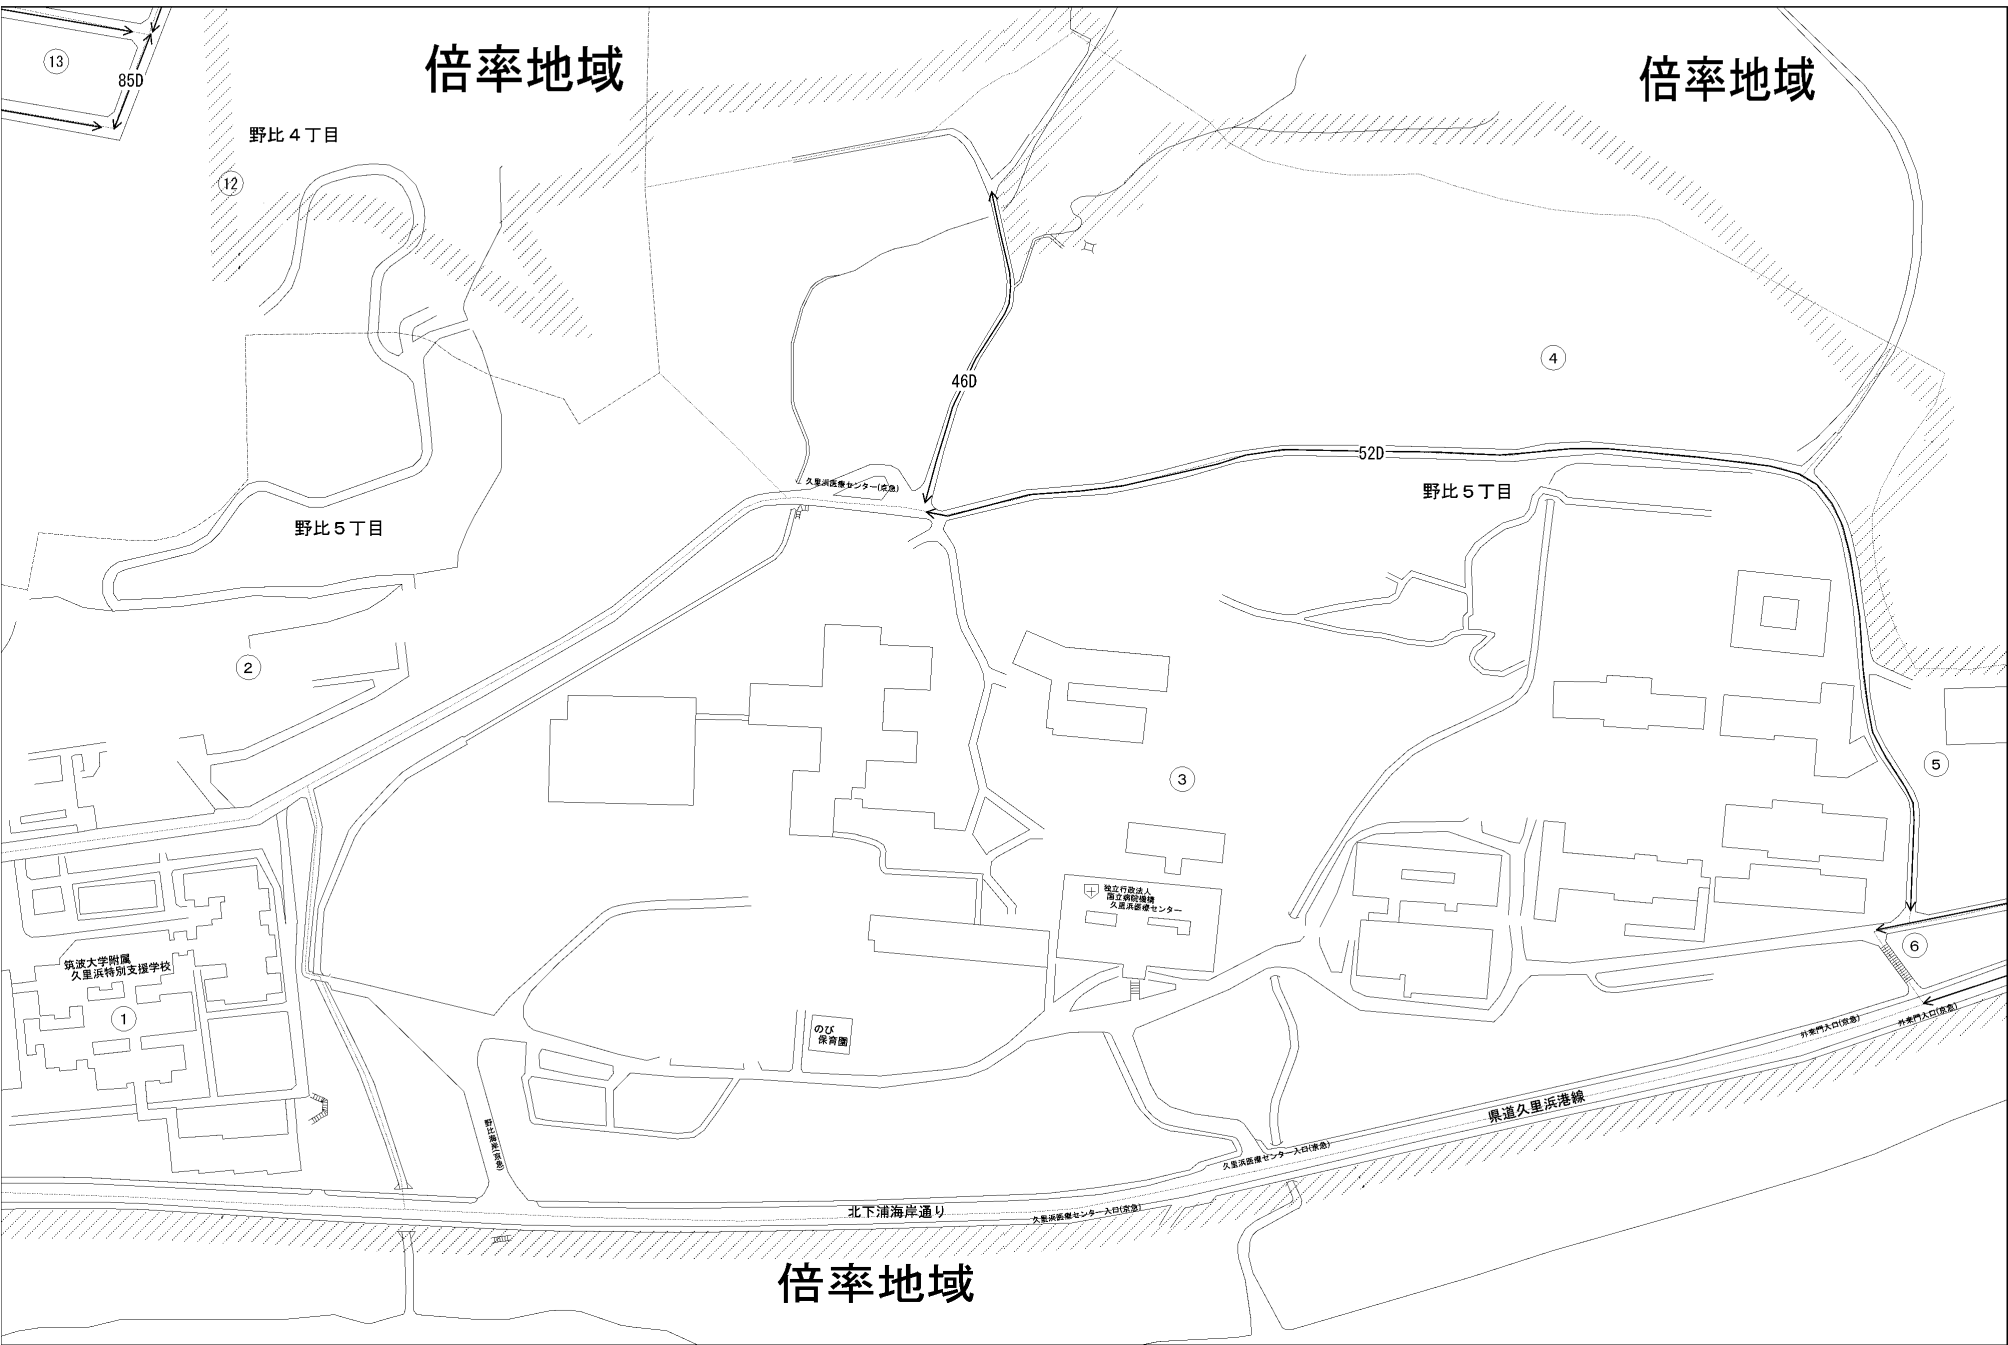 13
85D
倍率地域
倍率地域
野比４丁目
12
4
46D
52D
久里浜医療センター(京急)
野比５丁目
野比５丁目
2
3
5
独立行政法人
国立病院機構
久里浜医療センター
6
筑波大学附属
久里浜特別支援学校
1
のび
保育園
外来門入口(京急)
外来門入口(京急)
県道久里浜港線
野比海岸(京急)
久里浜医療センター入口(京急)
北下浦海岸通り
久里浜医療センター入口(京急)
倍率地域